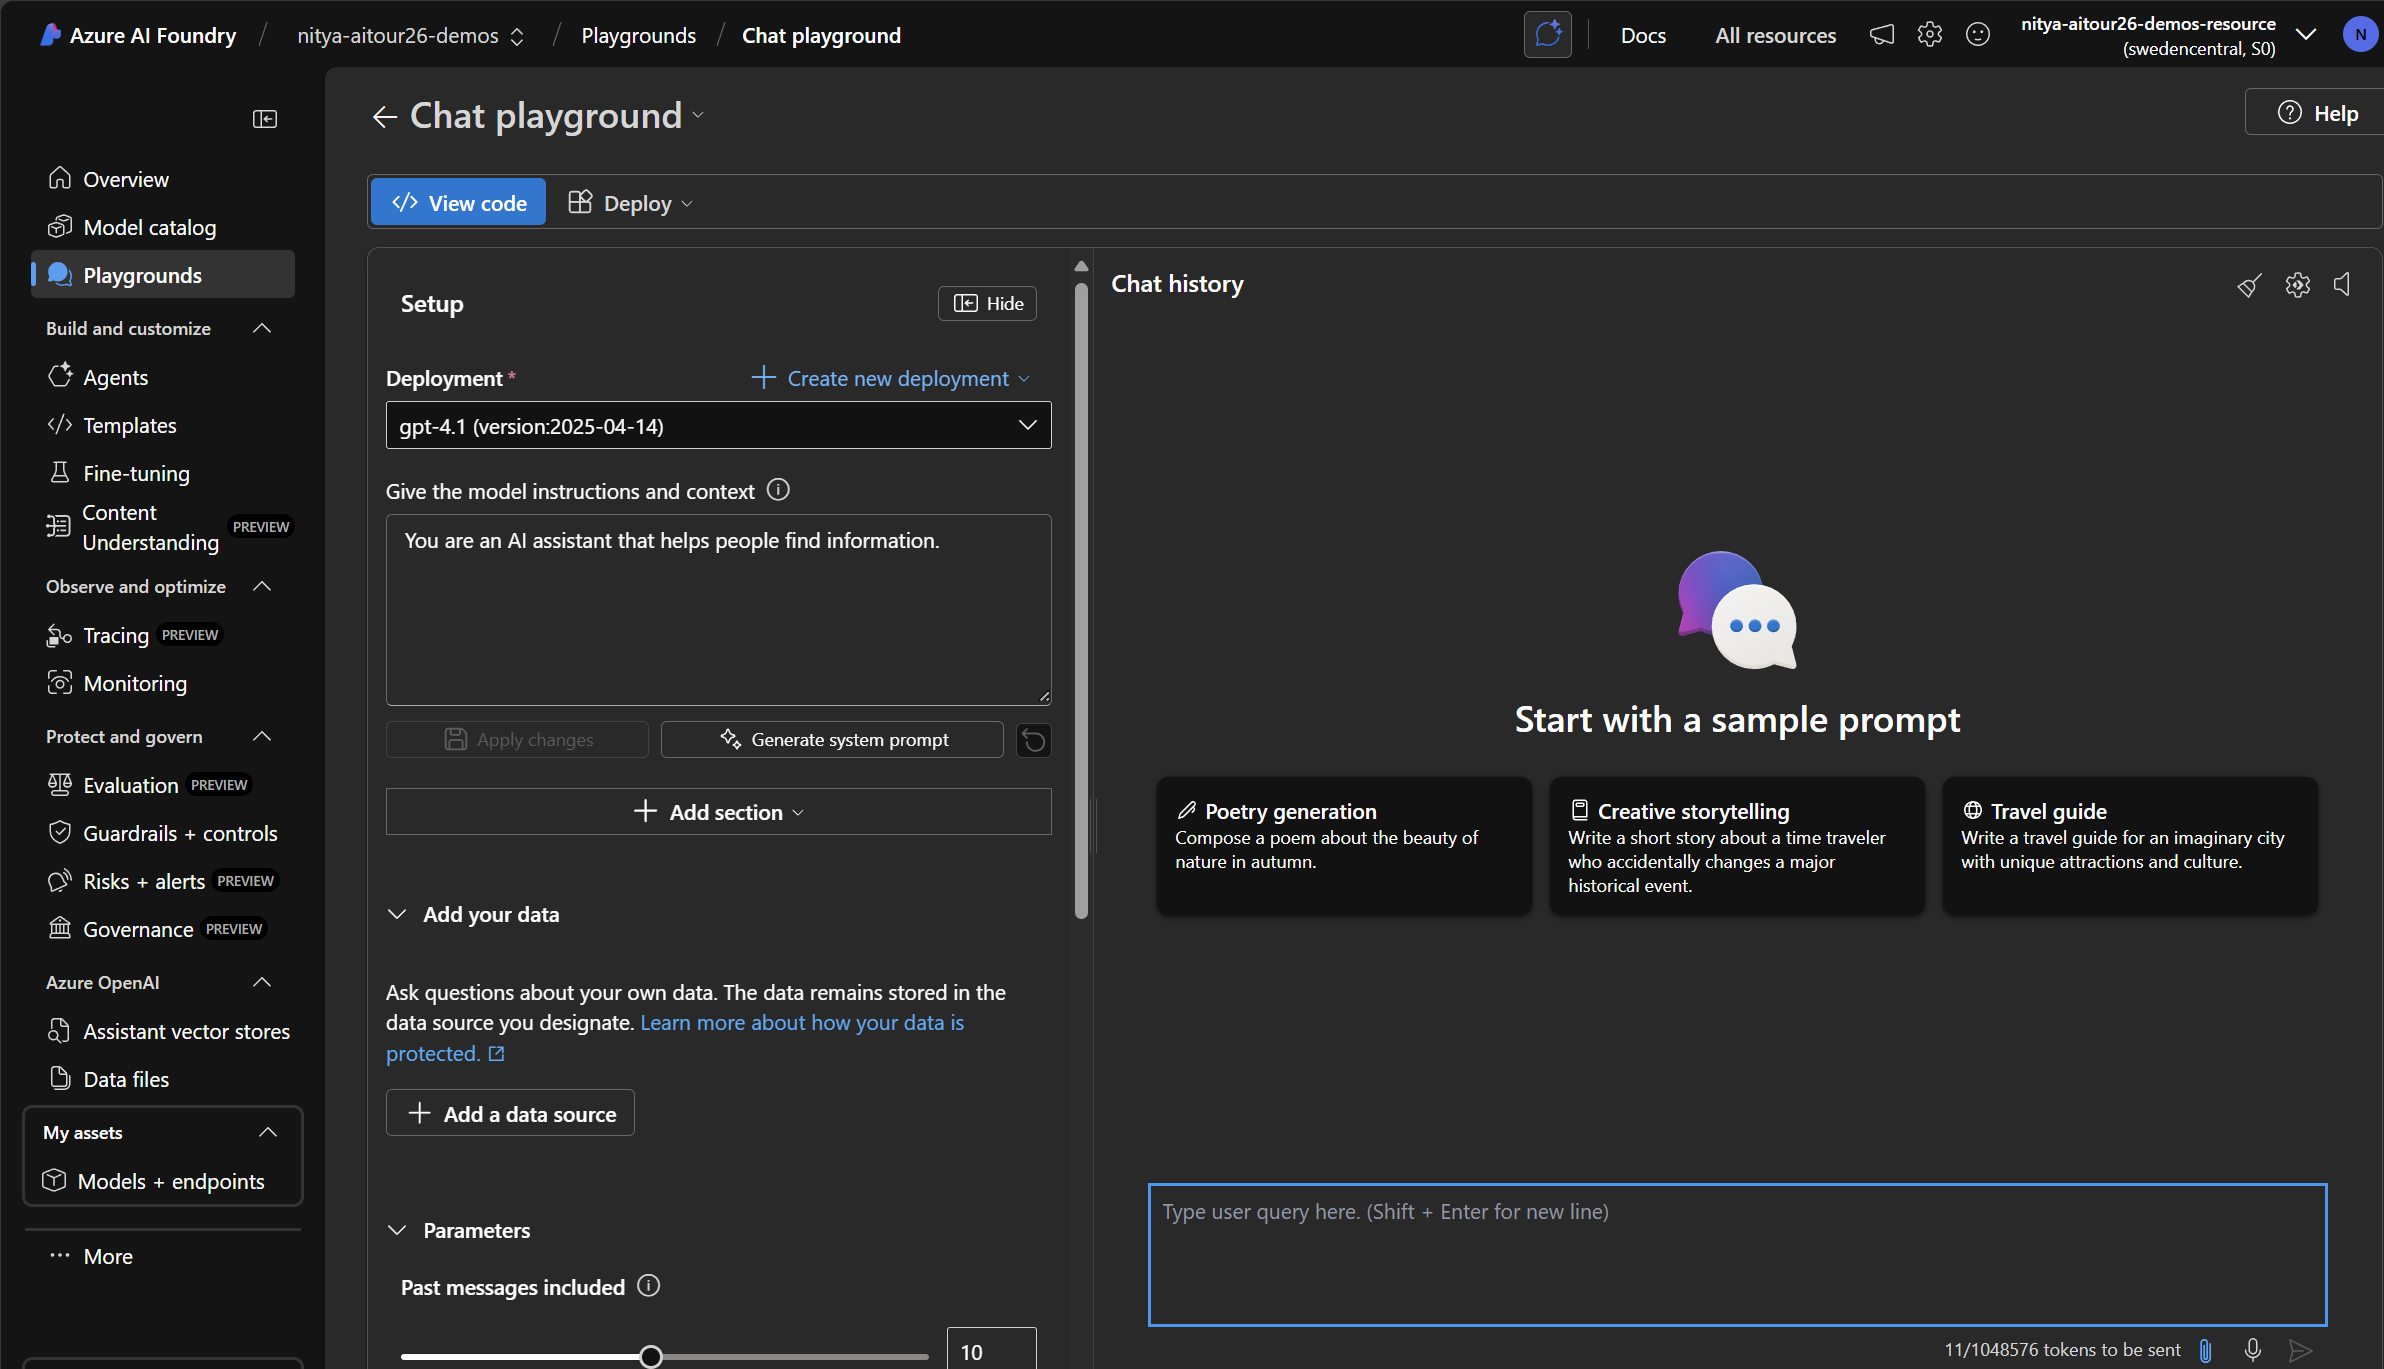 Azure AI Foundry / nitya-aitour26-demos / Playgrounds / Chat playground
Docs
All resources
nitya-aitour26-demos-resource
(swedencentral, S0)
N
Overview
Model catalog
Playgrounds
Build and customize
Agents
Templates
Fine-tuning
Content
Understanding
PREVIEW
Observe and optimize
Tracing PREVIEW
Monitoring
Protect and govern
Evaluation PREVIEW
Guardrails + controls
Risks + alerts PREVIEW
Governance PREVIEW
Azure OpenAI
Assistant vector stores
Data files
My assets
Models + endpoints
More
Chat playground
Help
View code
Deploy
Setup
Hide
Deployment *
Create new deployment
gpt-4.1 (version:2025-04-14)
Give the model instructions and context
You are an AI assistant that helps people find information.
Apply changes
Generate system prompt
Add section
Add your data
Ask questions about your own data. The data remains stored in the
data source you designate. Learn more about how your data is
protected.
Add a data source
Parameters
Past messages included
10
Chat history
Start with a sample prompt
Poetry generation
Compose a poem about the beauty of
nature in autumn.
Creative storytelling
Write a short story about a time traveler
who accidentally changes a major
historical event.
Travel guide
Write a travel guide for an imaginary city
with unique attractions and culture.
Type user query here. (Shift + Enter for new line)
11/1048576 tokens to be sent